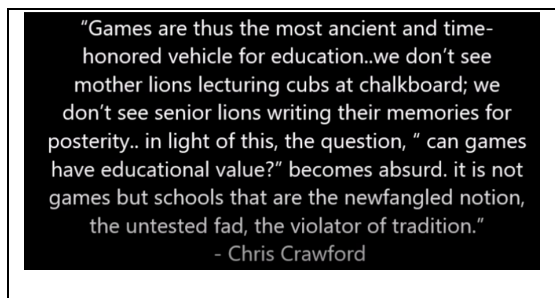 “Games are thus the most ancient and time-
honored vehicle for education..we don’t see
mother lions lecturing cubs at chalkboard; we
don’t see senior lions writing their memories for
posterity.. in light of this, the question, “ can games
have educational value?” becomes absurd. it is not
games but schools that are the newfangled notion,
the untested fad, the violator of tradition.”
- Chris Crawford